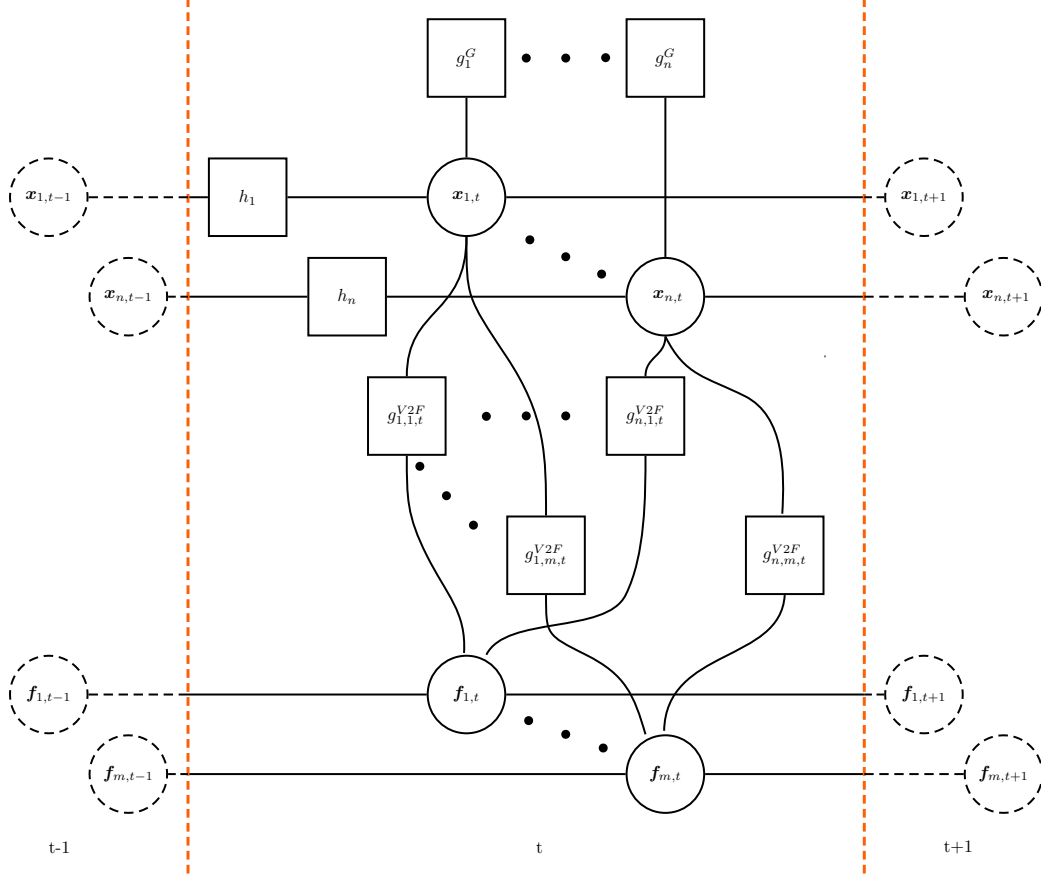 g_1^G g_n^G
x_{1,t-1} h_1 x_{1,t} x_{1,t+1}
x_{n,t-1} h_n x_{n,t} x_{n,t+1}
g_{1,1,t}^{V2F} g_{n,1,t}^{V2F}
g_{1,m,t}^{V2F} g_{n,m,t}^{V2F}
f_{1,t-1} f_{1,t} f_{1,t+1}
f_{m,t-1} f_{m,t} f_{m,t+1}
t-1 t t+1